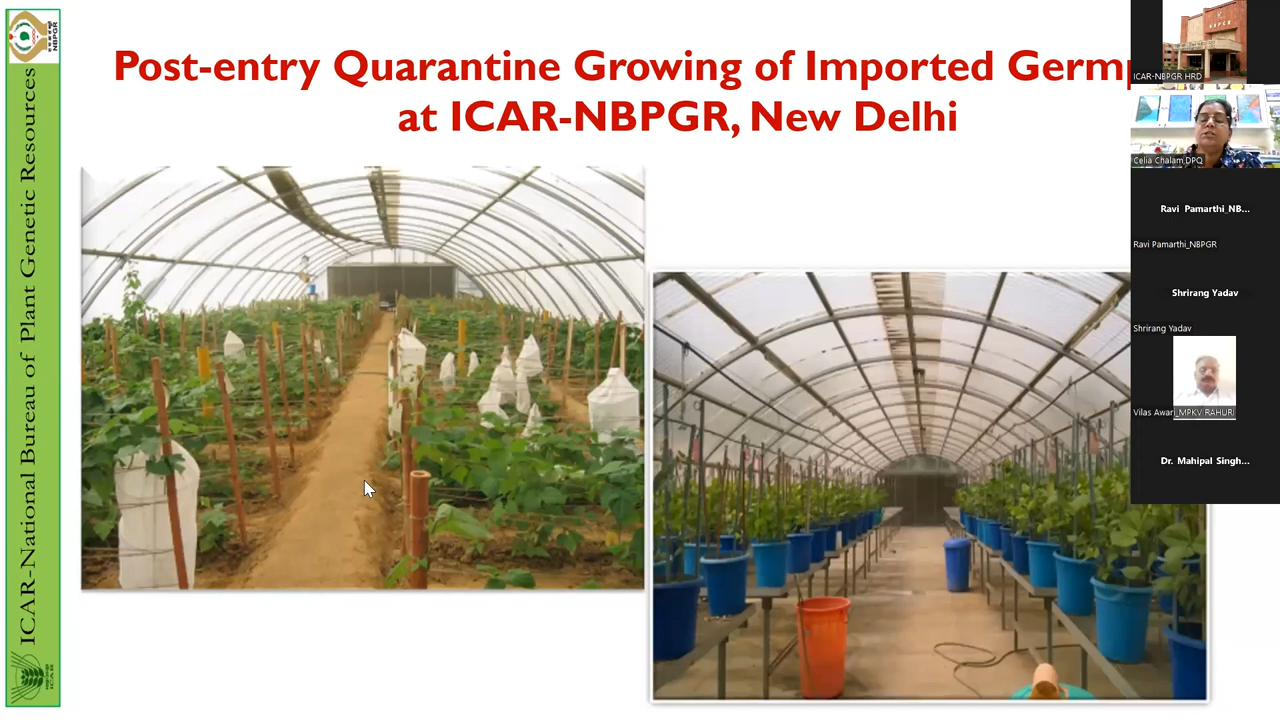 Post-entry Quarantine Growing of Imported Germ
at ICAR-NBPGR, New Delhi
ICAR-National Bureau of Plant Genetic Resources
NBPGR
ICAR
ICAR-NBPGR HRD
Celia Chalam DPQ
Ravi Pamarthi_NB...
Ravi Pamarthi_NBPGR
Shrirang Yadav
Shrirang Yadav
Vilas Awari_MPKV RAHURI
Dr. Mahipal Singh...